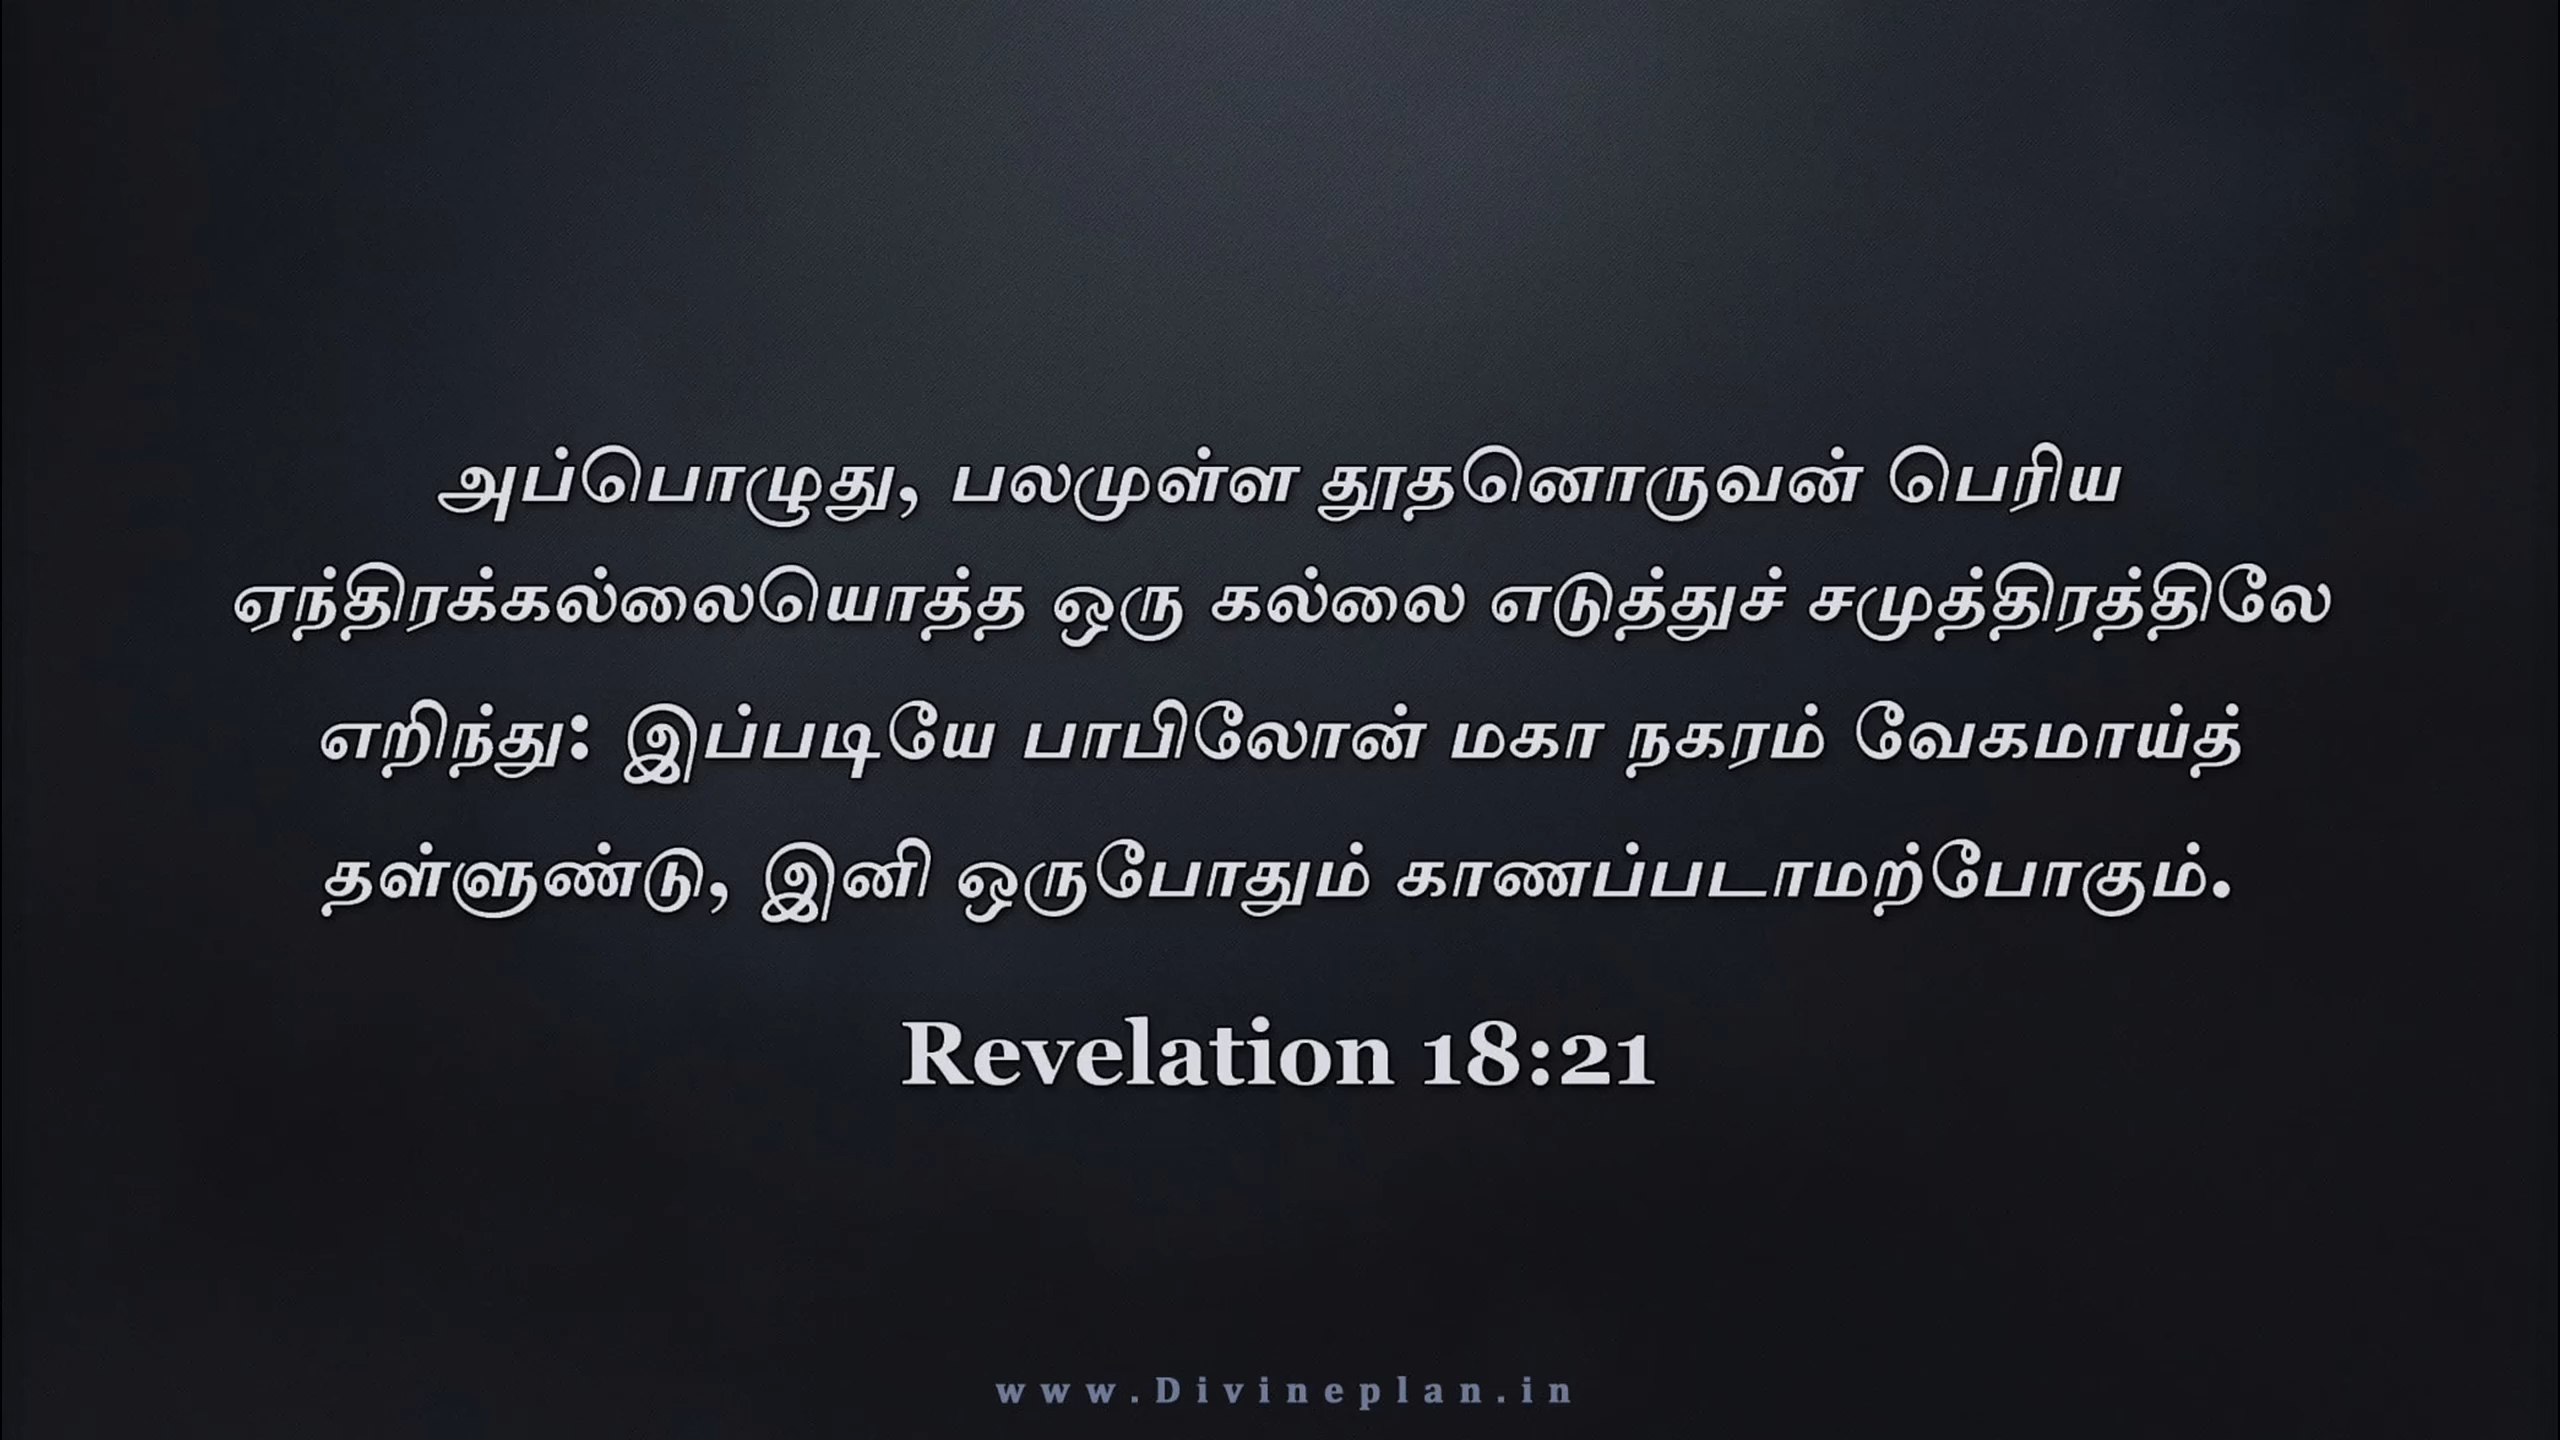 அப்பொழுது, பலமுள்ள தூதனொருவன் பெரிய
ஏந்திரக்கல்லையொத்த ஒரு கல்லை எடுத்துச் சமுத்திரத்திலே
எறிந்து: இப்படியே பாபிலோன் மகா நகரம் வேகமாய்த்
தள்ளுண்டு, இனி ஒருபோதும் காணப்படாமற்போகும்.
Revelation 18:21
www.Divineplan.in